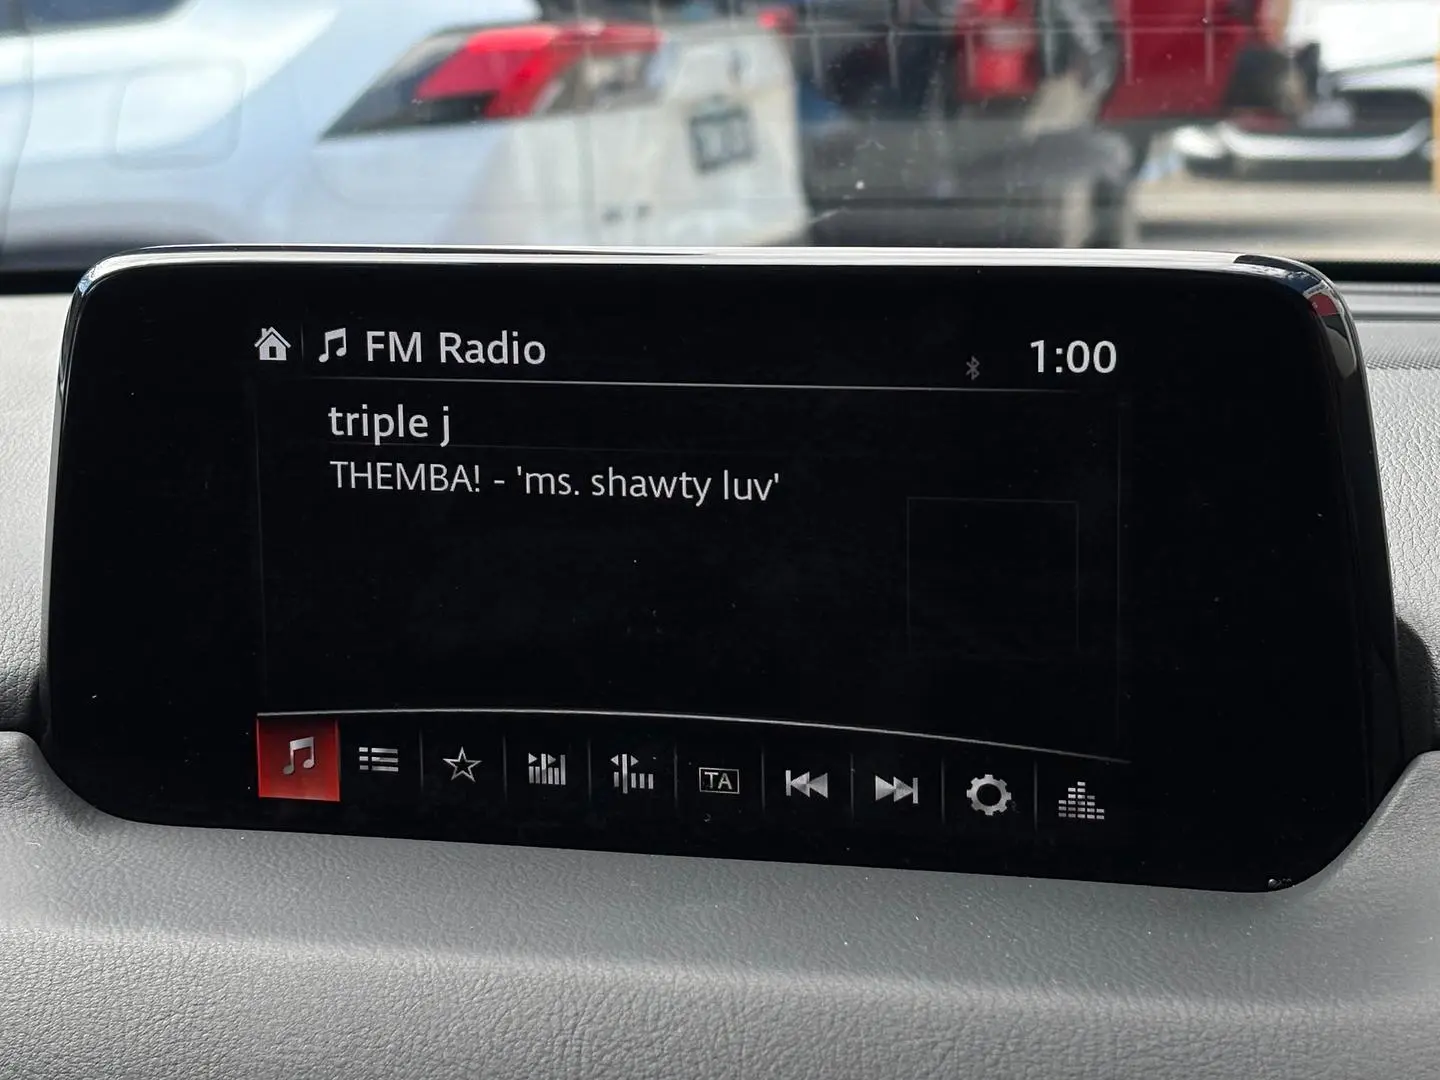 FM Radio
1:00
triple j
THEMBA! - 'ms. shawty luv'
TA